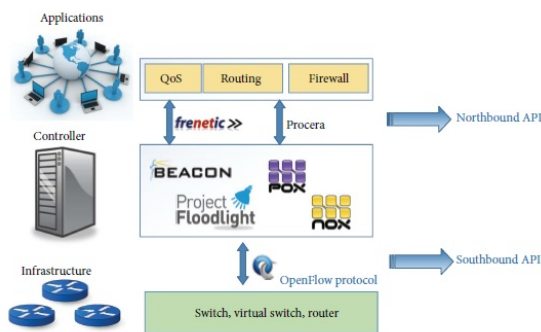 Applications
QoS
Routing
Firewall
frenetic >>
Procera
Northbound API
Controller
BEACON
POX
Project
Floodlight
NOX
Infrastructure
OpenFlow protocol
Southbound API
Switch, virtual switch, router